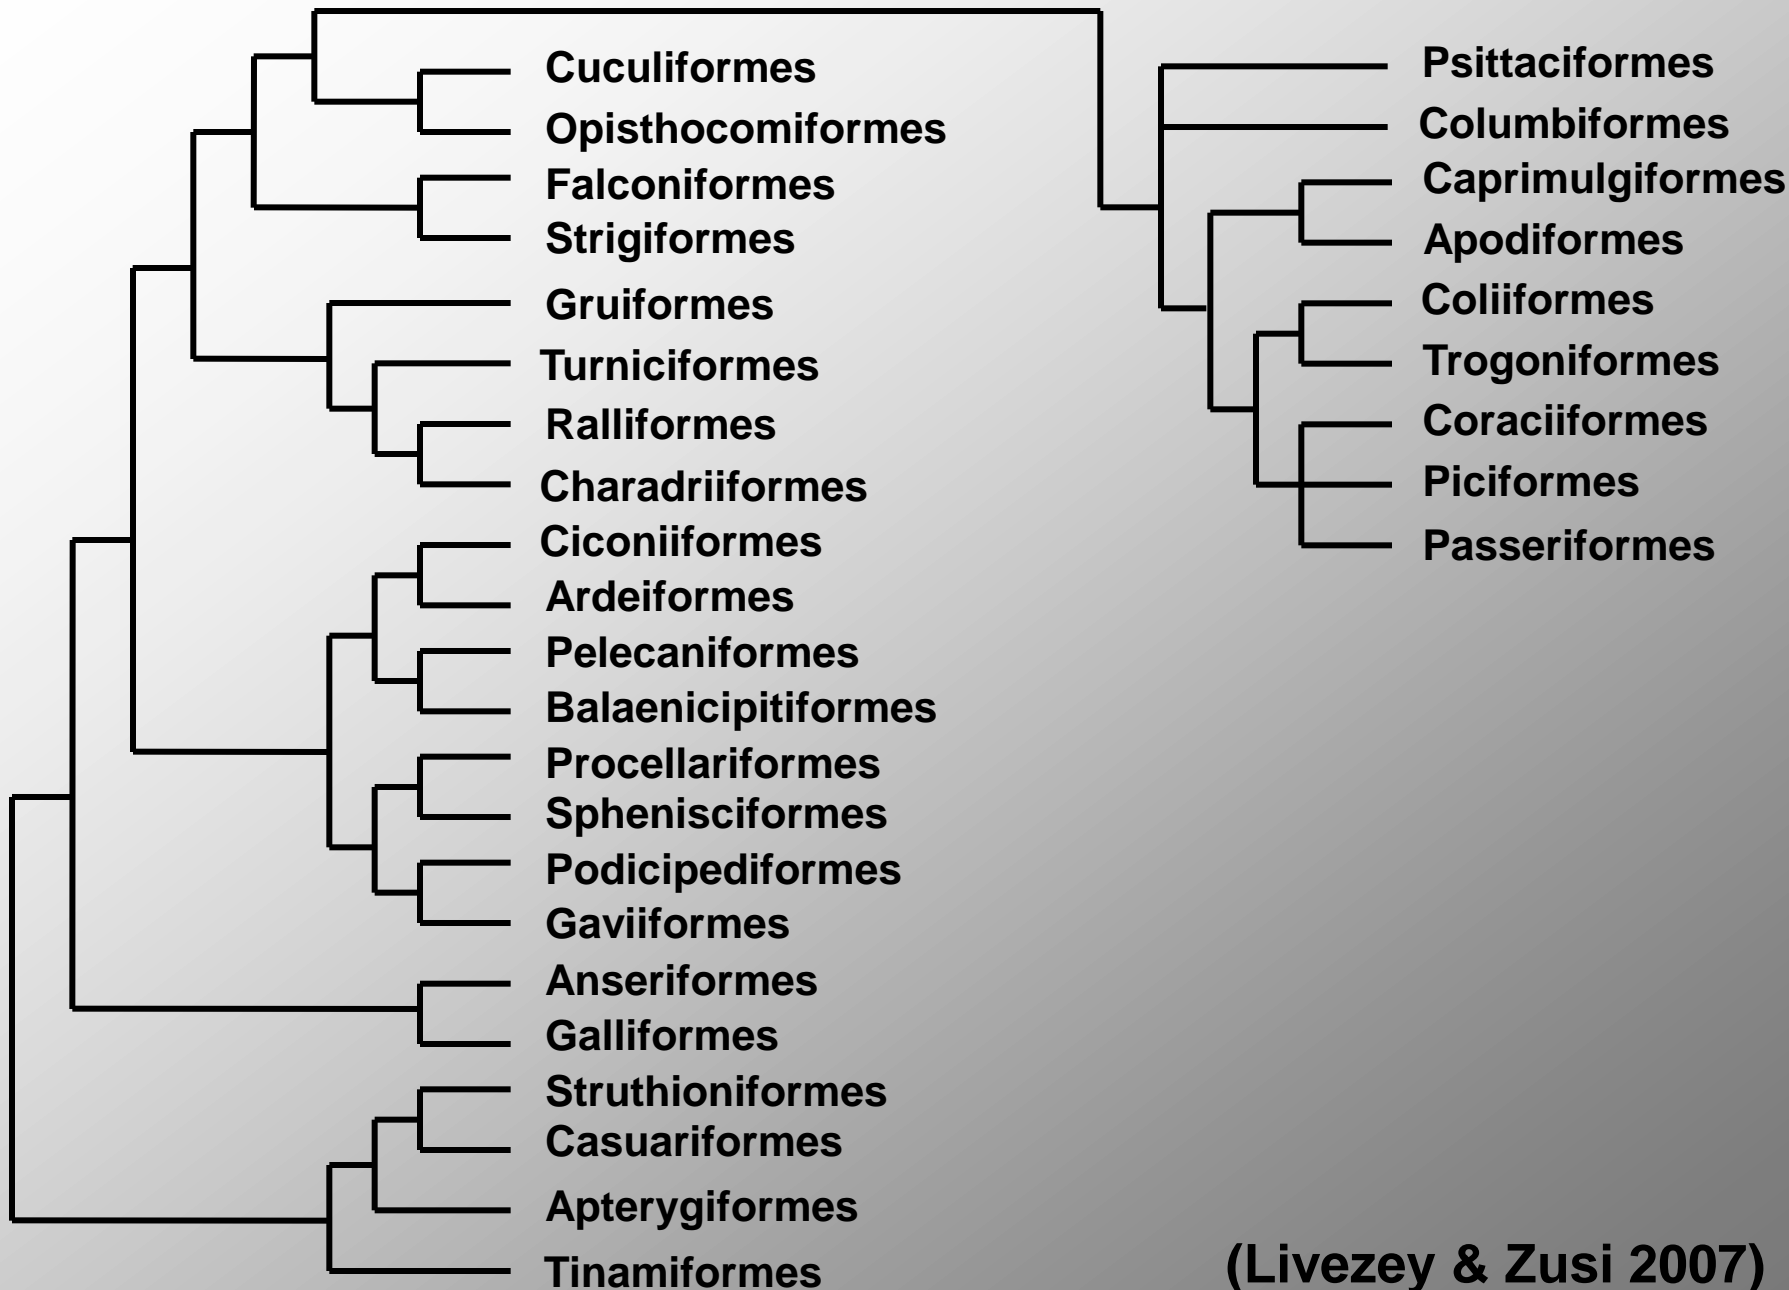 Cuculiformes
Opisthocomiformes
Falconiformes
Strigiformes
Gruiformes
Turniciformes
Ralliformes
Charadriiformes
Ciconiiformes
Ardeiformes
Pelecaniformes
Balaenicipitiformes
Procellariformes
Sphenisciformes
Podicipediformes
Gaviiformes
Anseriformes
Galliformes
Struthioniformes
Casuariformes
Apterygiformes
Tinamiformes
Psittaciformes
Columbiformes
Caprimulgiformes
Apodiformes
Coliiformes
Trogoniformes
Coraciiformes
Piciformes
Passeriformes
(Livezey & Zusi 2007)